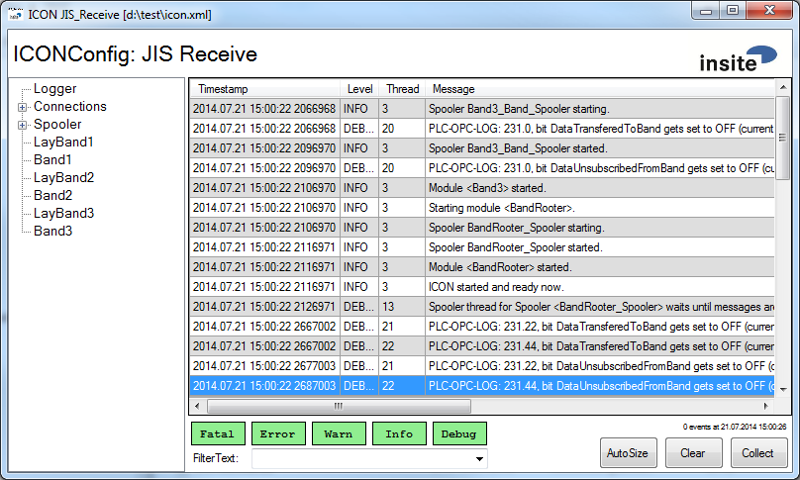 ICON JIS_Receive [d:\test\icon.xml]
ICONConfig: JIS Receive
insite
Logger
Connections
Spooler
LayBand1
Band1
LayBand2
Band2
LayBand3
Band3
Timestamp Level Thread Message
2014.07.21 15:00:22 2066968 INFO 3 Spooler Band3_Band_Spooler starting.
2014.07.21 15:00:22 2066968 DEB... 20 PLC-OPC-LOG: 231.0, bit DataTransferedToBand gets set to OFF (current
2014.07.21 15:00:22 2096970 INFO 3 Spooler Band3_Band_Spooler started.
2014.07.21 15:00:22 2096970 DEB... 20 PLC-OPC-LOG: 231.0, bit DataUnsubscribedFromBand gets set to OFF (cu
2014.07.21 15:00:22 2106970 INFO 3 Module <Band3> started.
2014.07.21 15:00:22 2106970 INFO 3 Starting module <BandRooter>.
2014.07.21 15:00:22 2106970 INFO 3 Spooler BandRooter_Spooler starting.
2014.07.21 15:00:22 2116971 INFO 3 Spooler BandRooter_Spooler started.
2014.07.21 15:00:22 2116971 INFO 3 Module <BandRooter> started.
2014.07.21 15:00:22 2116971 INFO 3 ICON started and ready now.
2014.07.21 15:00:22 2126971 DEB... 13 Spooler thread for Spooler <BandRooter_Spooler> waits until messages are
2014.07.21 15:00:22 2667002 DEB... 21 PLC-OPC-LOG: 231.22, bit DataTransferedToBand gets set to OFF (curren
2014.07.21 15:00:22 2667002 DEB... 22 PLC-OPC-LOG: 231.44, bit DataTransferedToBand gets set to OFF (curren
2014.07.21 15:00:22 2677003 DEB... 21 PLC-OPC-LOG: 231.22, bit DataUnsubscribedFromBand gets set to OFF (c
2014.07.21 15:00:22 2687003 DEB... 22 PLC-OPC-LOG: 231.44, bit DataUnsubscribedFromBand gets set to OFF (c
Fatal Error Warn Info Debug
0 events at 21.07.2014 15:00:26
FilterText:
AutoSize Clear Collect